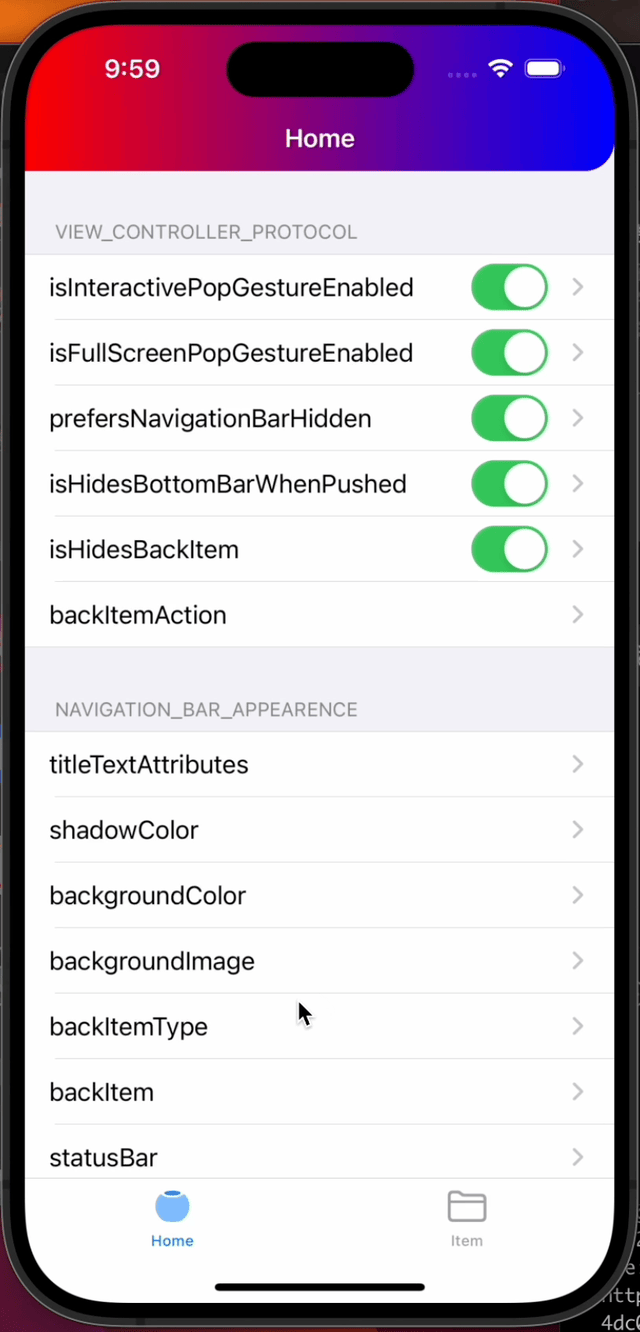 9:59
Home
VIEW_CONTROLLER_PROTOCOL
isInteractivePopGestureEnabled
isFullScreenPopGestureEnabled
prefersNavigationBarHidden
isHidesBottomBarWhenPushed
isHidesBackItem
backItemAction
NAVIGATION_BAR_APPEARENCE
titleTextAttributes
shadowColor
backgroundColor
backgroundImage
backItemType
backItem
statusBar
Home
Item